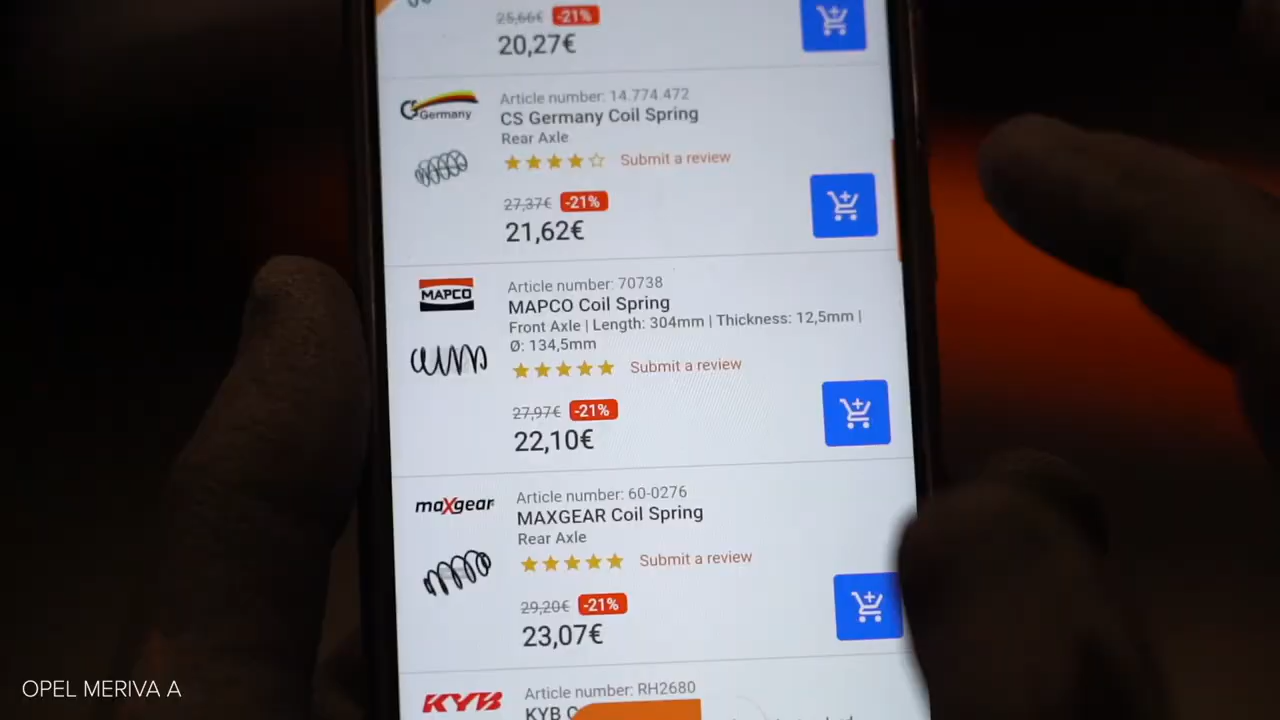 25,66€ -21%
20,27€
CS Germany
Article number: 14.774.472
CS Germany Coil Spring
Rear Axle
Submit a review
27,37€ -21%
21,62€
MAPCO
Article number: 70738
MAPCO Coil Spring
Front Axle | Length: 304mm | Thickness: 12,5mm |
Ø: 134,5mm
Submit a review
27,97€ -21%
22,10€
maXgear
Article number: 60-0276
MAXGEAR Coil Spring
Rear Axle
Submit a review
29,20€ -21%
23,07€
KYB
Article number: RH2680
KYB
OPEL MERIVA A